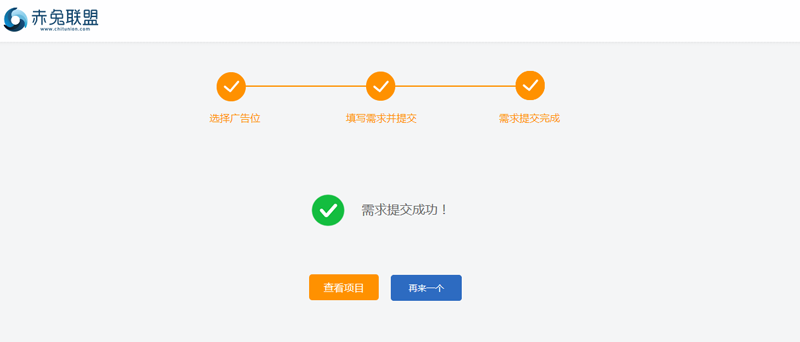 赤兔联盟
www.chitunion.com
选择广告位
填写需求并提交
需求提交完成
需求提交成功！
查看项目
再来一个